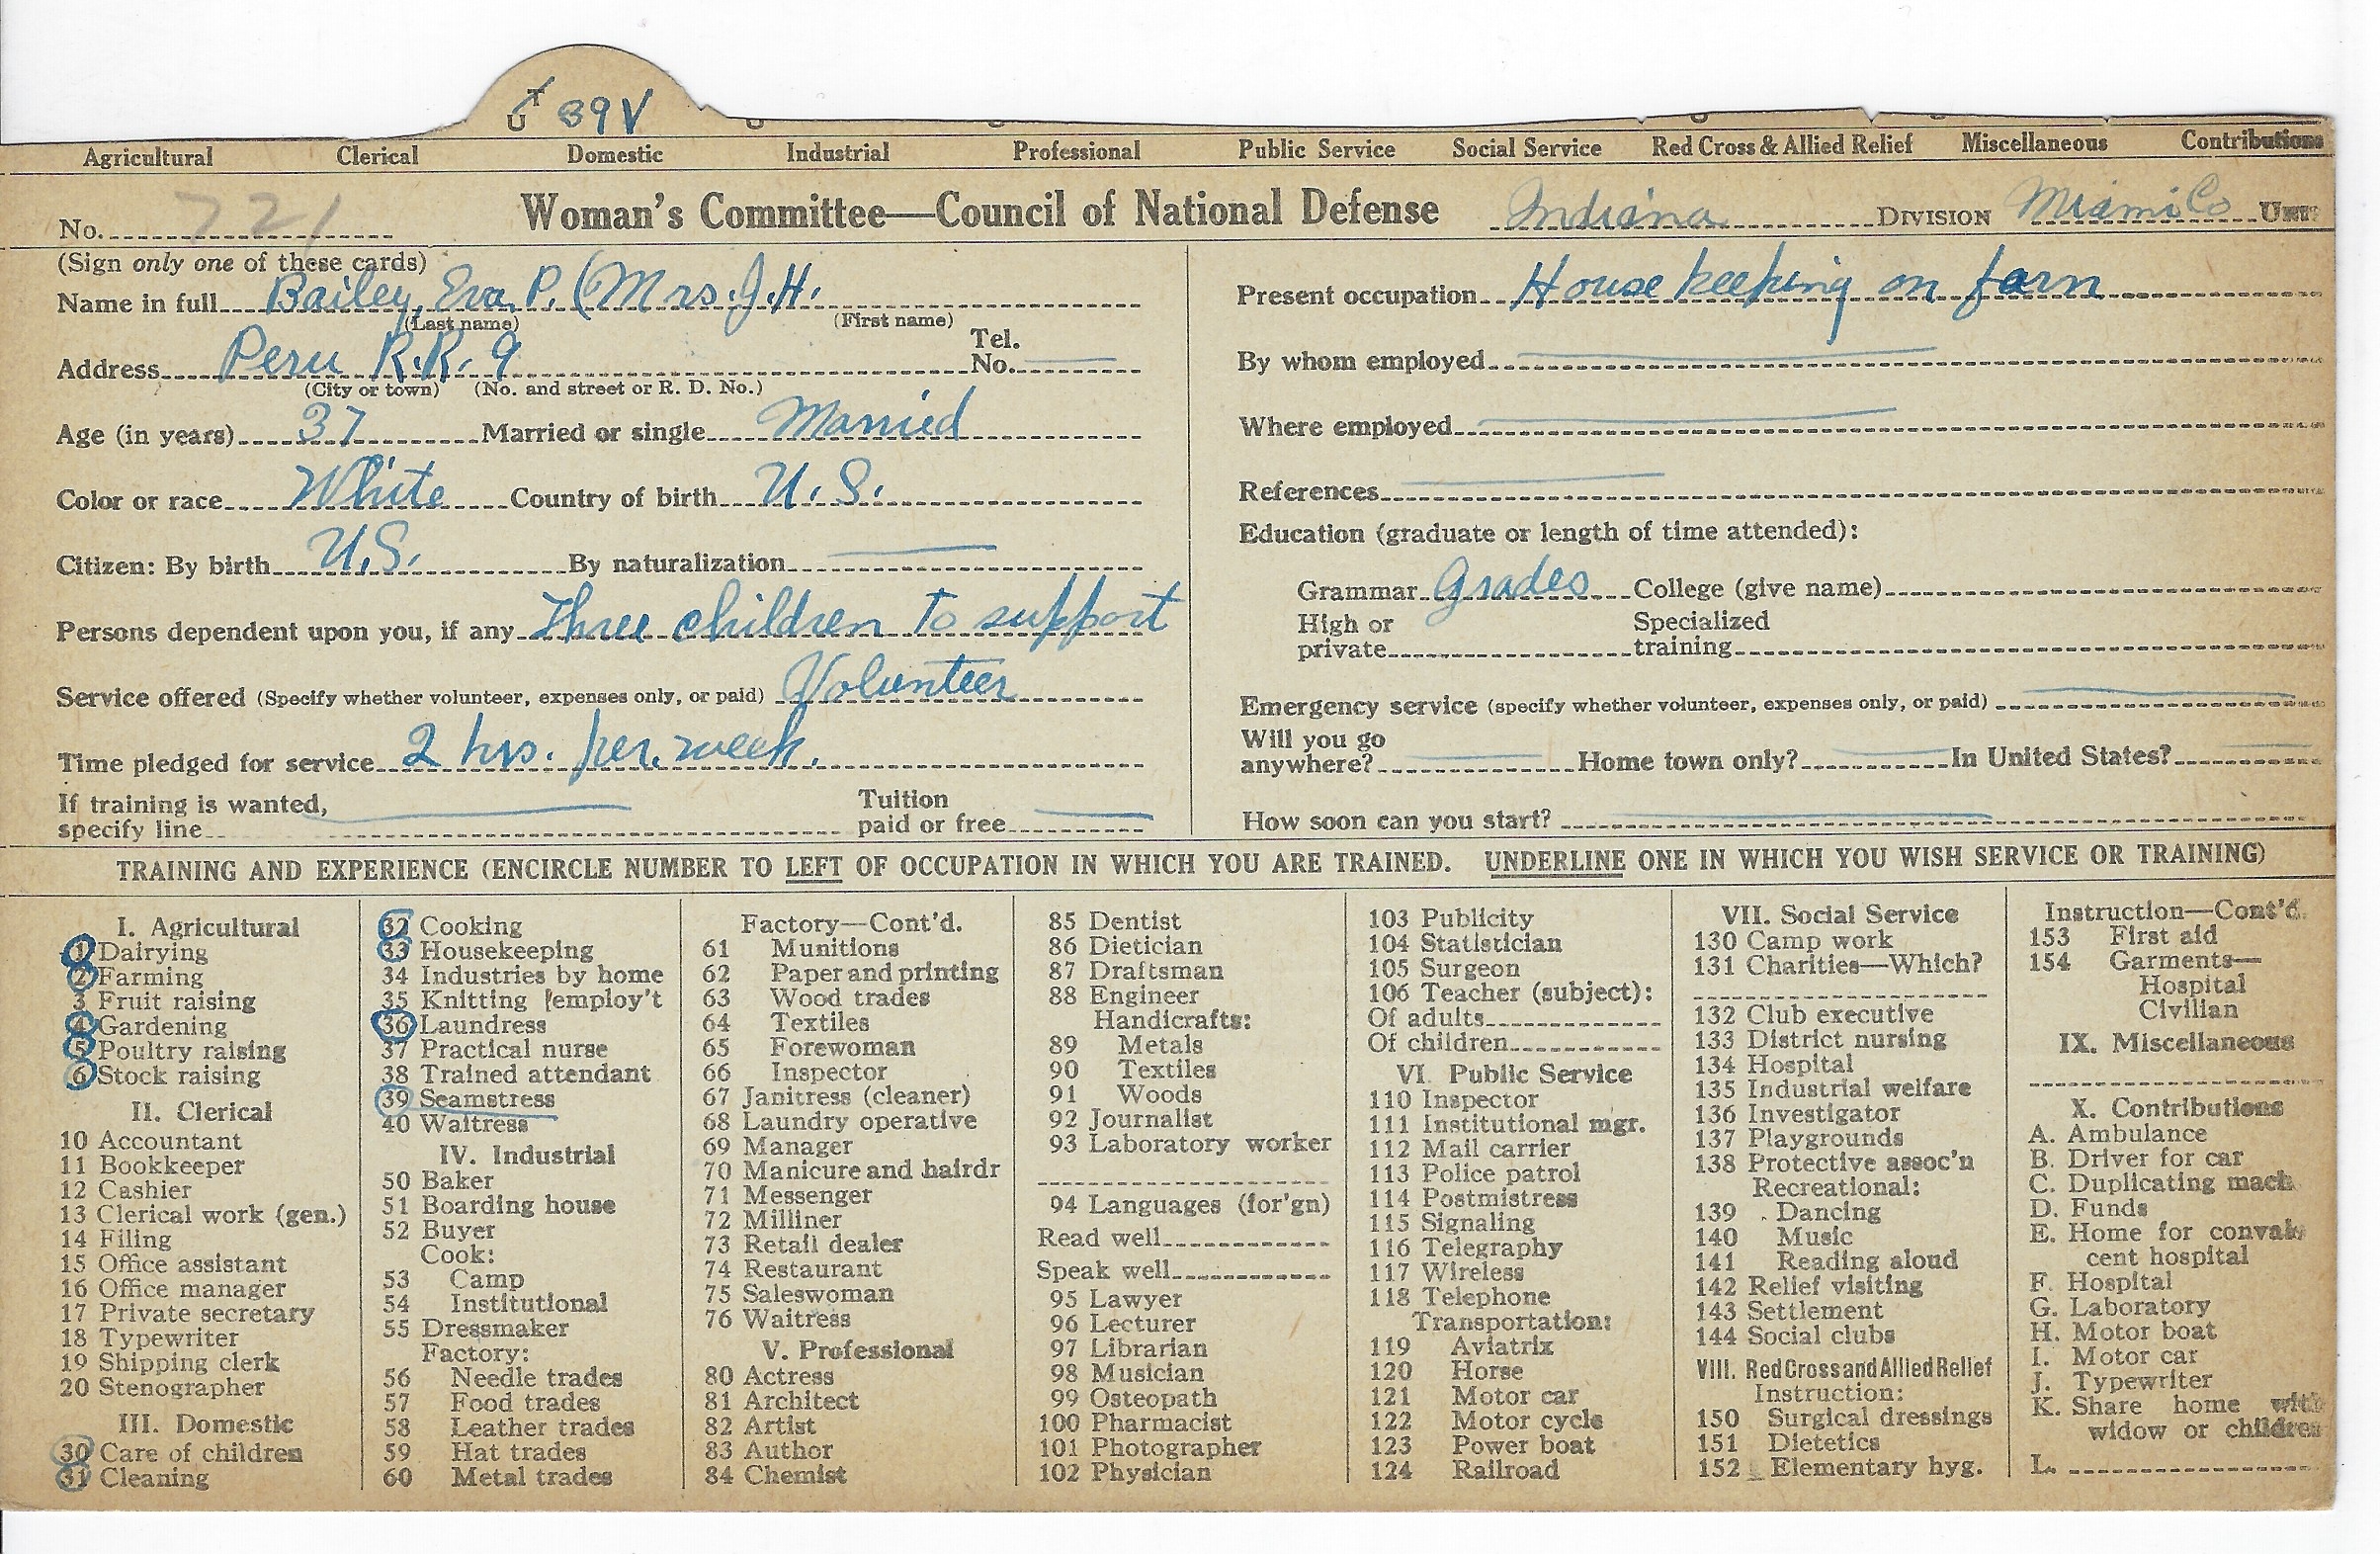 T
U 39V
Agricultural Clerical Domestic Industrial Professional Public Service Social Service Red Cross & Allied Relief Miscellaneous Contributions
No. 721 Woman's Committee—Council of National Defense Indiana DIVISION Miami Co UNIT
(Sign only one of these cards)
Name in full Bailey, Eva P. (Mrs. J. H.
(Last name) (First name)
Address Peru R.R. 9 Tel. No.
(City or town) (No. and street or R. D. No.)
Age (in years) 37 Married or single Married
Color or race White Country of birth U. S.
Citizen: By birth U.S. By naturalization
Persons dependent upon you, if any Three children to support
Service offered (Specify whether volunteer, expenses only, or paid) Volunteer
Time pledged for service 2 hrs. per. week.
If training is wanted,
specify line
Tuition
paid or free
Present occupation House keeping on farn
By whom employed
Where employed
References
Education (graduate or length of time attended):
Grammar Grades College (give name)
High or
private
Specialized
training
Emergency service (specify whether volunteer, expenses only, or paid)
Will you go
anywhere? Home town only? In United States?
How soon can you start?
TRAINING AND EXPERIENCE (ENCIRCLE NUMBER TO LEFT OF OCCUPATION IN WHICH YOU ARE TRAINED. UNDERLINE ONE IN WHICH YOU WISH SERVICE OR TRAINING)
I. Agricultural
1 Dairying
2 Farming
3 Fruit raising
4 Gardening
5 Poultry raising
6 Stock raising
II. Clerical
10 Accountant
11 Bookkeeper
12 Cashier
13 Clerical work (gen.)
14 Filing
15 Office assistant
16 Office manager
17 Private secretary
18 Typewriter
19 Shipping clerk
20 Stenographer
III. Domestic
30 Care of children
31 Cleaning
32 Cooking
33 Housekeeping
34 Industries by home
35 Knitting [employ't
36 Laundress
37 Practical nurse
38 Trained attendant
39 Seamstress
40 Waitress
IV. Industrial
50 Baker
51 Boarding house
52 Buyer
Cook:
53 Camp
54 Institutional
55 Dressmaker
Factory:
56 Needle trades
57 Food trades
58 Leather trades
59 Hat trades
60 Metal trades
Factory—Cont'd.
61 Munitions
62 Paper and printing
63 Wood trades
64 Textiles
65 Forewoman
66 Inspector
67 Janitress (cleaner)
68 Laundry operative
69 Manager
70 Manicure and hairdr
71 Messenger
72 Milliner
73 Retail dealer
74 Restaurant
75 Saleswoman
76 Waitress
V. Professional
80 Actress
81 Architect
82 Artist
83 Author
84 Chemist
85 Dentist
86 Dietician
87 Draftsman
88 Engineer
Handicrafts:
89 Metals
90 Textiles
91 Woods
92 Journalist
93 Laboratory worker
94 Languages (for'gn)
Read well
Speak well
95 Lawyer
96 Lecturer
97 Librarian
98 Musician
99 Osteopath
100 Pharmacist
101 Photographer
102 Physician
103 Publicity
104 Statistician
105 Surgeon
106 Teacher (subject):
Of adults
Of children
VI. Public Service
110 Inspector
111 Institutional mgr.
112 Mail carrier
113 Police patrol
114 Postmistress
115 Signaling
116 Telegraphy
117 Wireless
118 Telephone
Transportation:
119 Aviatrix
120 Horse
121 Motor car
122 Motor cycle
123 Power boat
124 Railroad
VII. Social Service
130 Camp work
131 Charities—Which?
132 Club executive
133 District nursing
134 Hospital
135 Industrial welfare
136 Investigator
137 Playgrounds
138 Protective assoc'n
Recreational:
139 Dancing
140 Music
141 Reading aloud
142 Relief visiting
143 Settlement
144 Social clubs
VIII. Red Cross and Allied Relief
Instruction:
150 Surgical dressings
151 Dietetics
152 Elementary hyg.
Instruction—Cont'd.
153 First aid
154 Garments—
Hospital
Civilian
IX. Miscellaneous
X. Contributions
A. Ambulance
B. Driver for car
C. Duplicating mach
D. Funds
E. Home for convales
cent hospital
F. Hospital
G. Laboratory
H. Motor boat
I. Motor car
J. Typewriter
K. Share home with
widow or children
L.